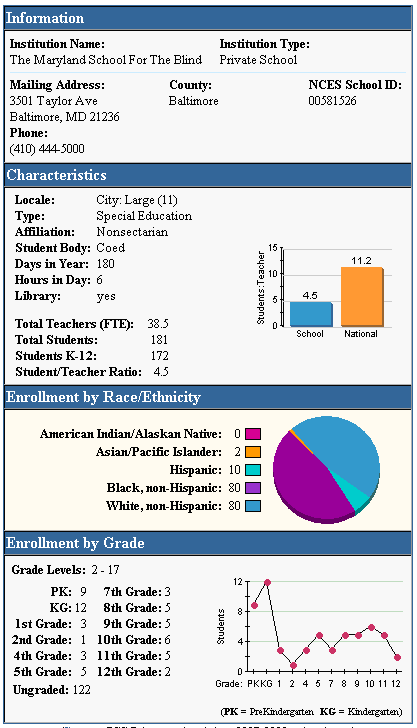 Information
Institution Name: Institution Type:
The Maryland School For The Blind Private School
Mailing Address: County: NCES School ID:
3501 Taylor Ave Baltimore 00581526
Baltimore, MD 21236
Phone:
(410) 444-5000
Characteristics
Locale: City: Large (11)
Type: Special Education
Affiliation: Nonsectarian
Student Body: Coed
Days in Year: 180
Hours in Day: 6
Library: yes
Total Teachers (FTE): 38.5
Total Students: 181
Students K-12: 172
Student/Teacher Ratio: 4.5
Students:Teacher
15
10
5
0
4.5
11.2
School National
Enrollment by Race/Ethnicity
American Indian/Alaskan Native: 0
Asian/Pacific Islander: 2
Hispanic: 10
Black, non-Hispanic: 80
White, non-Hispanic: 80
Enrollment by Grade
Grade Levels: 2 - 17
PK: 9 7th Grade: 3
KG: 12 8th Grade: 5
1st Grade: 3 9th Grade: 5
2nd Grade: 1 10th Grade: 6
4th Grade: 3 11th Grade: 5
5th Grade: 5 12th Grade: 2
Ungraded: 122
Students
12
8
4
0
Grade: PK KG 1 2 4 5 7 8 9 10 11 12
(PK = PreKindergarten KG = Kindergarten)